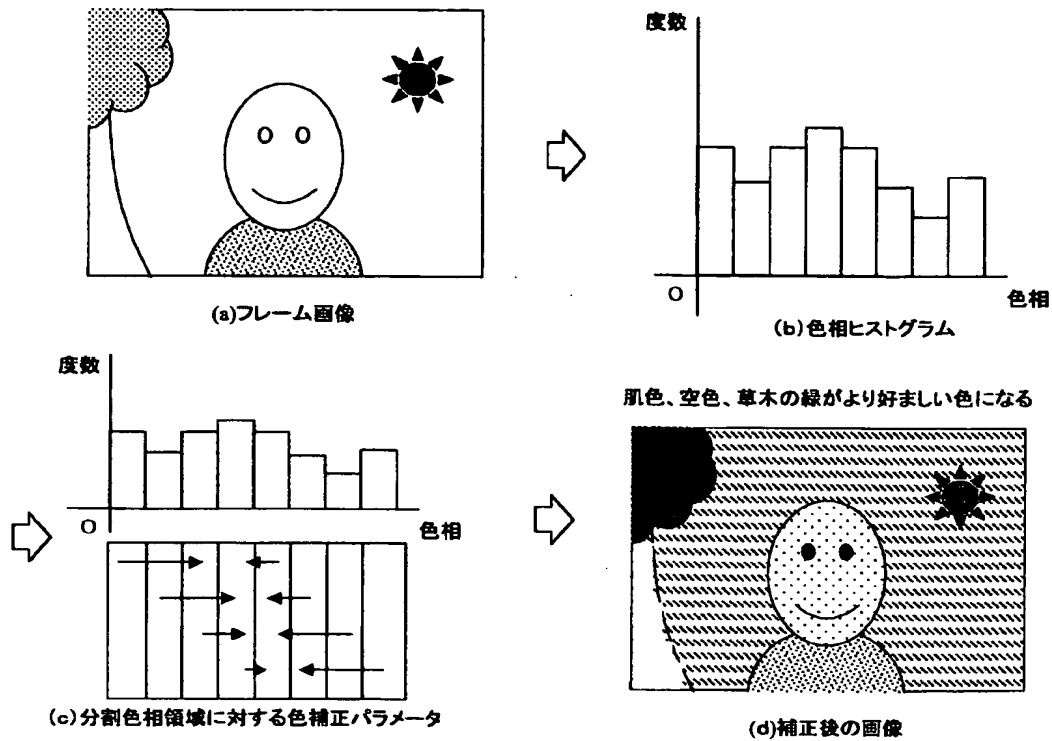 度数
O
色相
(a)フレーム画像
(b)色相ヒストグラム
度数
O
色相
(c)分割色相領域に対する色補正パラメータ
肌色、空色、草木の緑がより好ましい色になる
(d)補正後の画像